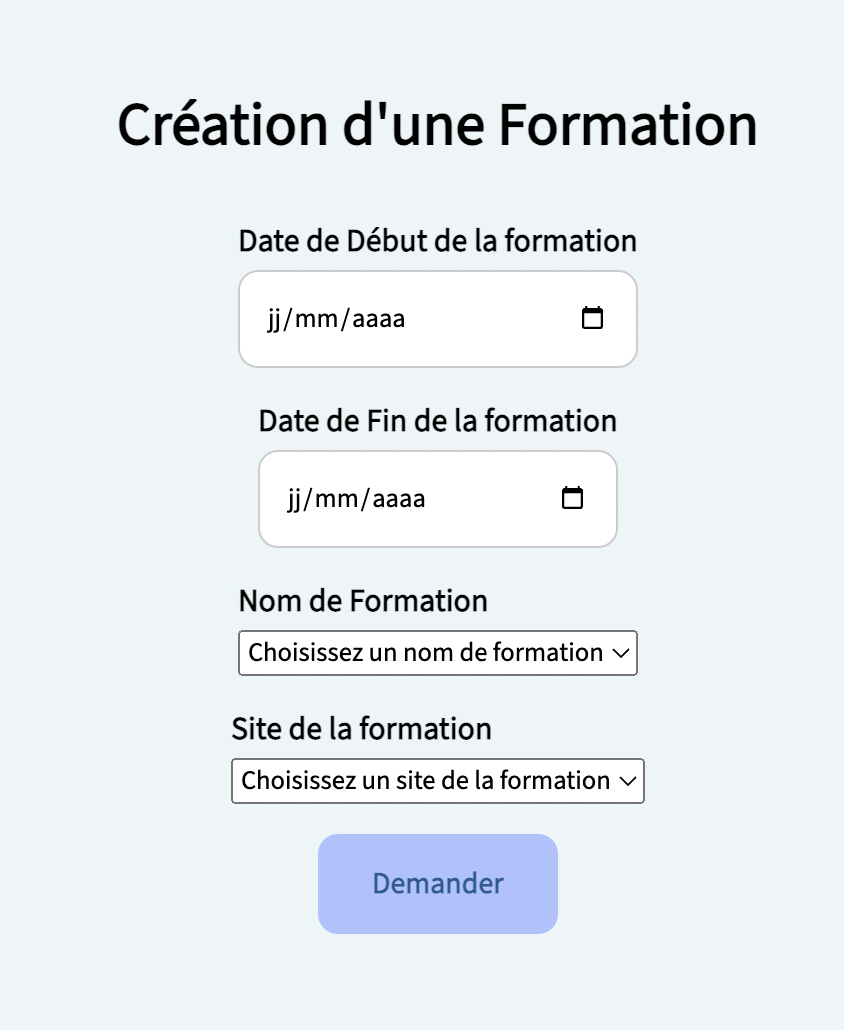 Création d'une Formation
Date de Début de la formation
jj/mm/aaaa
Date de Fin de la formation
jj/mm/aaaa
Nom de Formation
Choisissez un nom de formation
Site de la formation
Choisissez un site de la formation
Demander